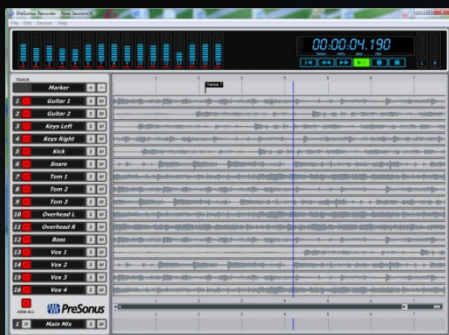 PreSonus Recorder - New Session
File Edit Session Help
00:00:04.190
TRACK
Marker
1 Guitar 1 S M
2 Guitar 2 S M
3 Keys Left S M
4 Keys Right S M
5 Kick S M
6 Snare S M
7 Tom 1 S M
8 Tom 2 S M
9 Tom 3 S M
10 Overhead L S M
11 Overhead R S M
12 Bass S M
13 Vox 1 S M
14 Vox 2 S M
15 Vox 3 S M
16 Vox 4 S M
ARM ALL
PreSonus
1 Main Mix S M